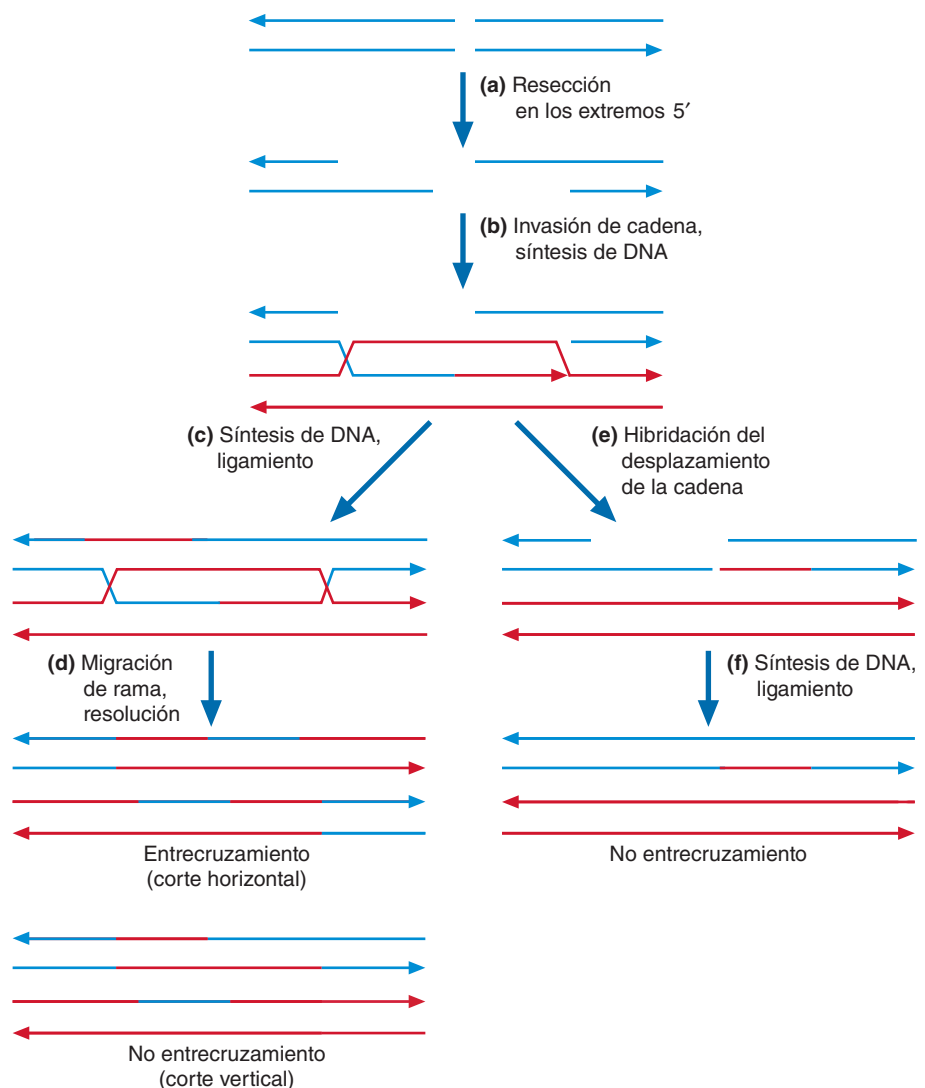 (a) Resección
en los extremos 5′
(b) Invasión de cadena,
síntesis de DNA
(c) Síntesis de DNA,
ligamiento
(e) Hibridación del
desplazamiento
de la cadena
(d) Migración
de rama,
resolución
(f) Síntesis de DNA,
ligamiento
Entrecruzamiento
(corte horizontal)
No entrecruzamiento
No entrecruzamiento
(corte vertical)